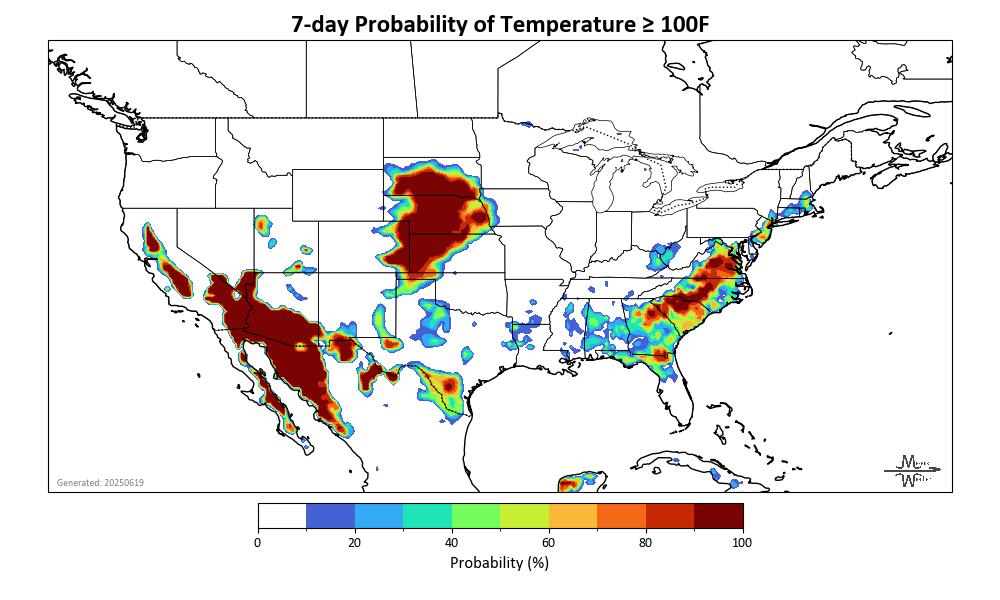 7-day Probability of Temperature ≥ 100F
Generated: 20250619
0 20 40 60 80 100
Probability (%)